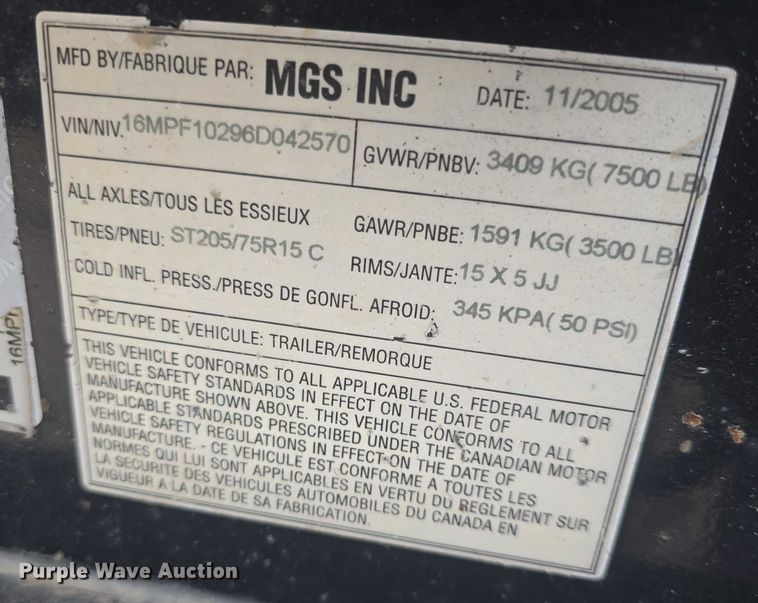 MFD BY/FABRIQUE PAR: MGS INC DATE: 11/2005
VIN/NIV. 16MPF10296D042570 GVWR/PNBV: 3409 KG( 7500 LB)
ALL AXLES/TOUS LES ESSIEUX GAWR/PNBE: 1591 KG( 3500 LB)
TIRES/PNEU: ST205/75R15 C RIMS/JANTE: 15 X 5 JJ
COLD INFL. PRESS./PRESS DE GONFL. AFROID: 345 KPA( 50 PSI)
TYPE/TYPE DE VEHICULE: TRAILER/REMORQUE
THIS VEHICLE CONFORMS TO ALL APPLICABLE U.S. FEDERAL MOTOR
VEHICLE SAFETY STANDARDS IN EFFECT ON THE DATE OF
MANUFACTURE SHOWN ABOVE. THIS VEHICLE CONFORMS TO ALL
APPLICABLE STANDARDS PRESCRIBED UNDER THE CANADIAN MOTOR
VEHICLE SAFETY REGULATIONS IN EFFECT ON THE DATE OF
MANUFACTURE. - CE VEHICULE EST CONFORME A TOUTES LES
NORMES QUI LUI SONT APPLICABLES EN VERTU DU REGLEMENT SUR
LA SECURITE DES VEHICULES AUTOMOBILES DU CANADA EN
VIGUEUR A LA DATE DE SA FABRICATION.
16MP
Purple Wave Auction